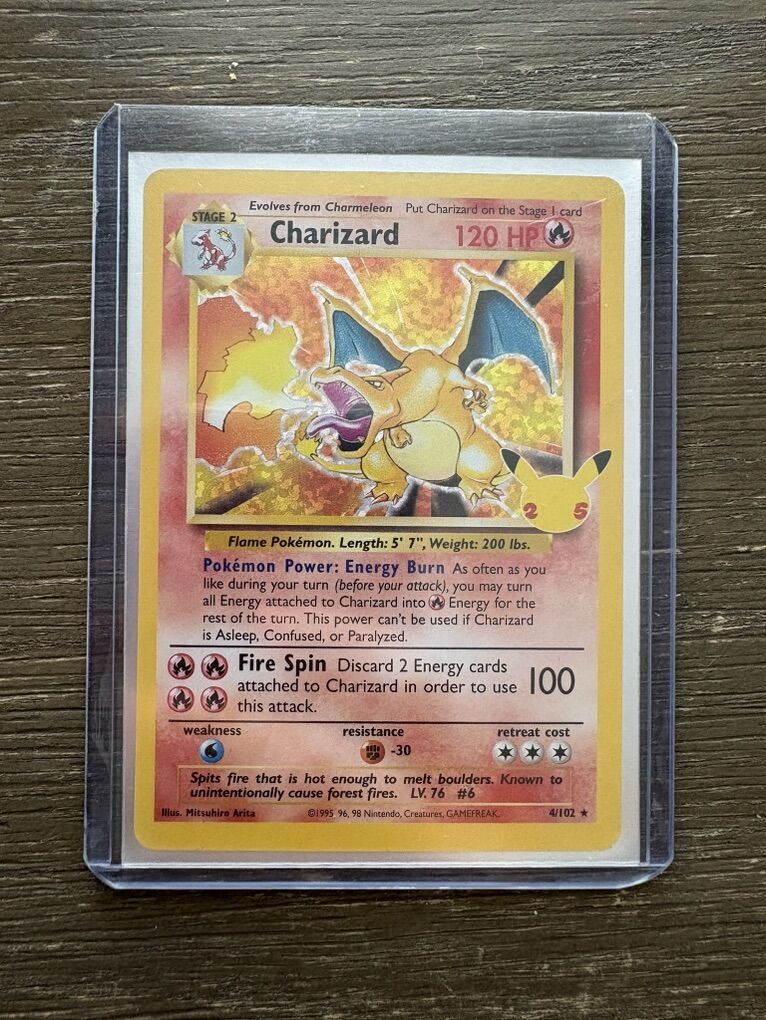 Evolves from Charmeleon Put Charizard on the Stage 1 card
STAGE 2
Charizard 120 HP
25
Flame Pokémon. Length: 5' 7", Weight: 200 lbs.
Pokémon Power: Energy Burn As often as you
like during your turn (before your attack), you may turn
all Energy attached to Charizard into Energy for the
rest of the turn. This power can't be used if Charizard
is Asleep, Confused, or Paralyzed.
Fire Spin Discard 2 Energy cards
attached to Charizard in order to use 100
this attack.
weakness resistance retreat cost
-30
Spits fire that is hot enough to melt boulders. Known to
unintentionally cause forest fires. LV. 76 #6
Illus. Mitsuhiro Arita ©1995 96, 98 Nintendo, Creatures, GAMEFREAK. 4/102 ★